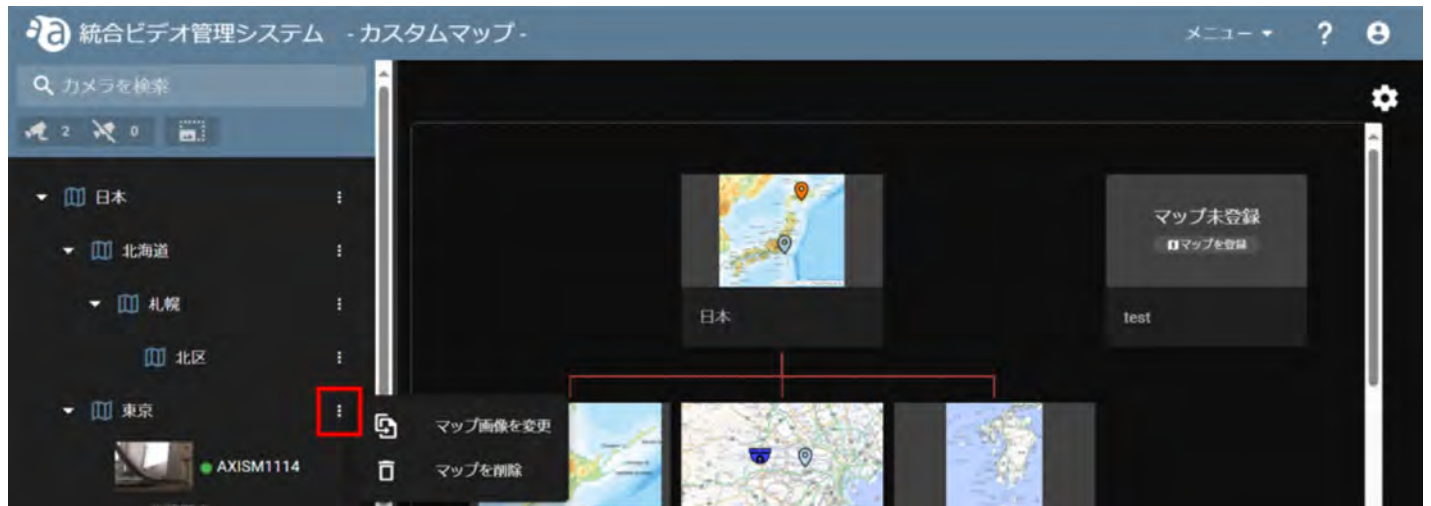 統合ビデオ管理システム - カスタムマップ -
メニュー
?
カメラを検索
2 0
日本
北海道
札幌
北区
東京
AXISM1114
マップ画像を変更
マップを削除
日本
マップ未登録
マップを登録
test